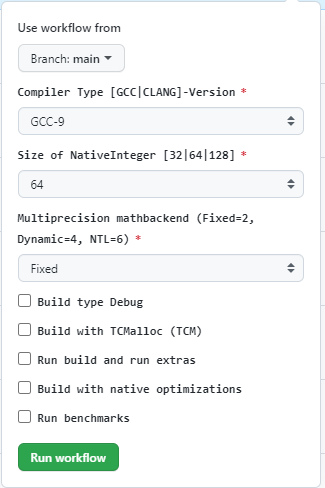 Use workflow from
Branch: main
Compiler Type [GCC|CLANG]-Version *
GCC-9
Size of NativeInteger [32|64|128] *
64
Multiprecision mathbackend (Fixed=2,
Dynamic=4, NTL=6) *
Fixed
Build type Debug
Build with TCMalloc (TCM)
Run build and run extras
Build with native optimizations
Run benchmarks
Run workflow